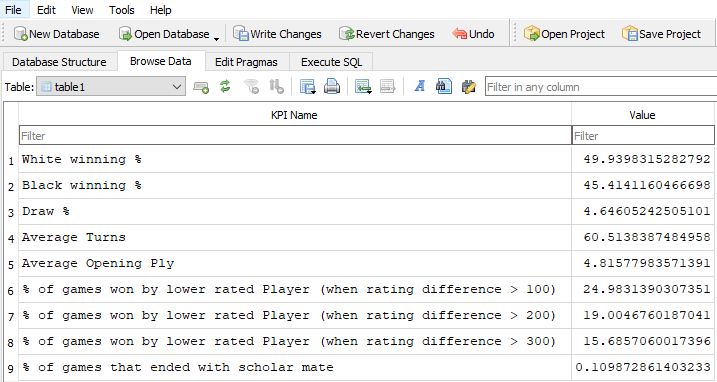 File Edit View Tools Help
New Database Open Database Write Changes Revert Changes Undo Open Project Save Project
Database Structure Browse Data Edit Pragmas Execute SQL
Table: table1 Filter in any column
KPI Name Value
Filter Filter
1 White winning % 49.9398315282792
2 Black winning % 45.4141160466698
3 Draw % 4.64605242505101
4 Average Turns 60.5138387484958
5 Average Opening Ply 4.81577983571391
6 % of games won by lower rated Player (when rating difference > 100) 24.9831390307351
7 % of games won by lower rated Player (when rating difference > 200) 19.0046760187041
8 % of games won by lower rated Player (when rating difference > 300) 15.6857060017396
9 % of games that ended with scholar mate 0.109872861403233